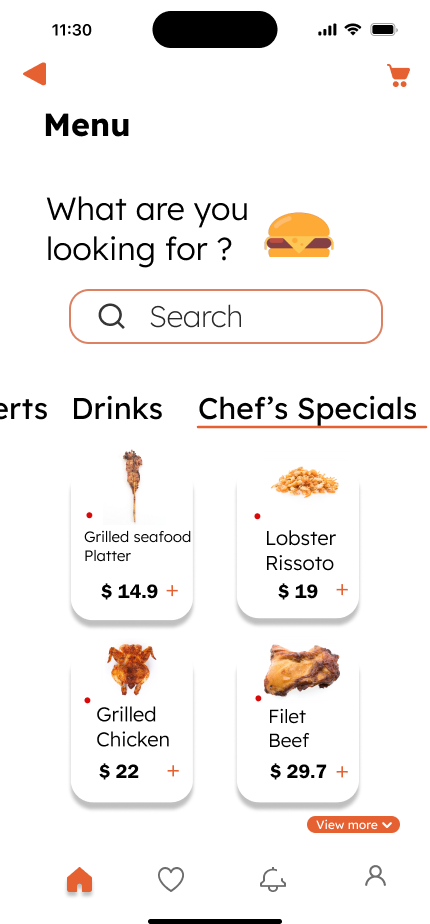 11:30
Menu
What are you
looking for ?
Search
erts Drinks Chef’s Specials
Grilled seafood
Platter
$ 14.9 +
Lobster
Rissoto
$ 19 +
Grilled
Chicken
$ 22 +
Filet
Beef
$ 29.7 +
View more